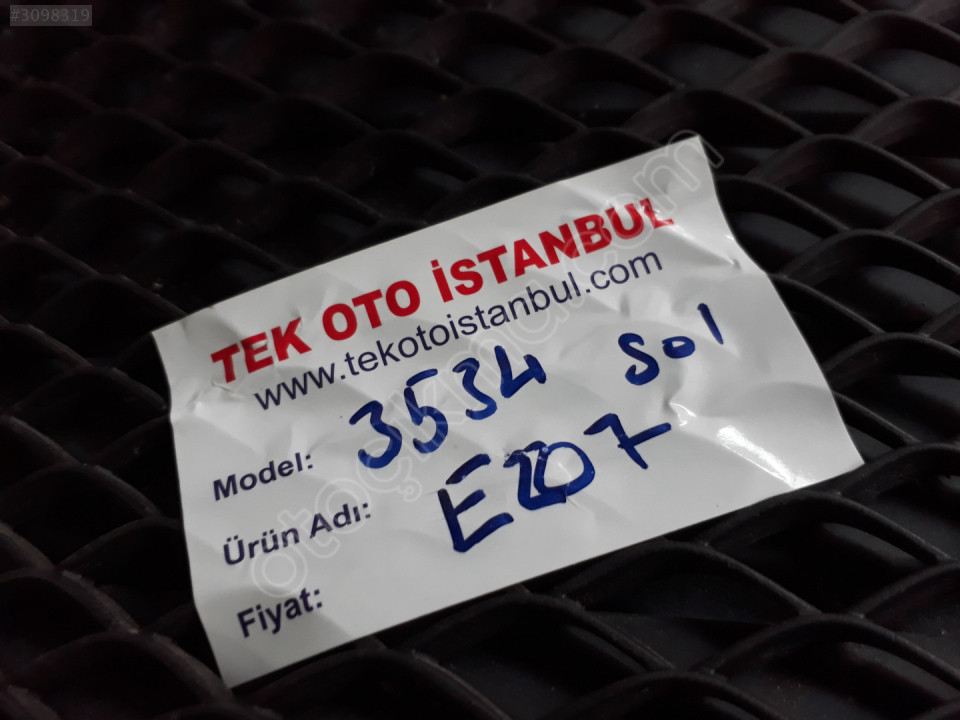 #3098319
TEK OTO İSTANBUL
www.tekotoistanbul.com
Model: 3534 Sol
Ürün Adı: E207
Fiyat: